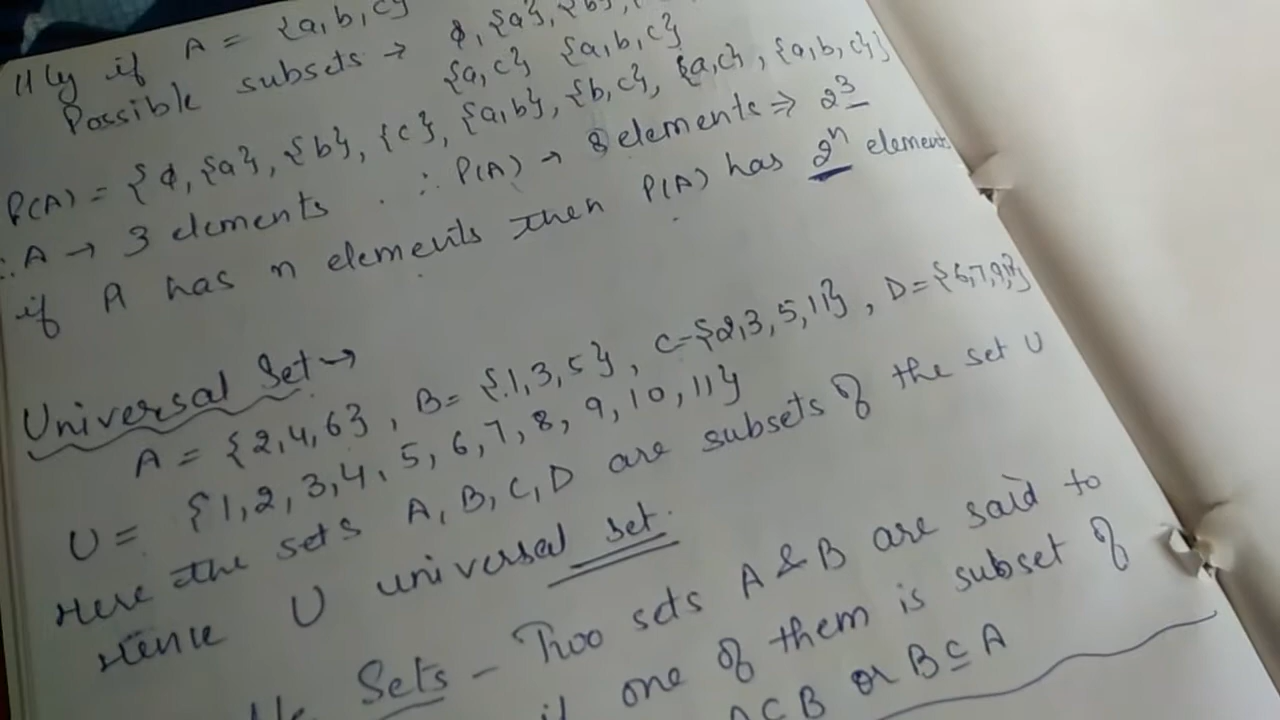 ||ly if A = {a, b, c}
Possible subsets → ϕ, {a}, {b},
{a, c} {a, b, c}
P(A) = {ϕ, {a}, {b}, {c}, {a, b}, {b, c}, {a, c}, {a, b, c}}
∴ A → 3 elements . ∴ P(A) → 8 elements ⇒ 2³
if A has n elements then P(A) has 2ⁿ elements
Universal Set →
A = {2, 4, 6} , B = {1, 3, 5} , C = {2, 3, 5, 11} , D = {6, 7, 9, }
U = {1, 2, 3, 4, 5, 6, 7, 8, 9, 10, 11}
Here the sets A, B, C, D are subsets of the set U
Hence U universal set.
Sets - Two sets A & B are said to
if one of them is subset of
A ⊆ B or B ⊆ A